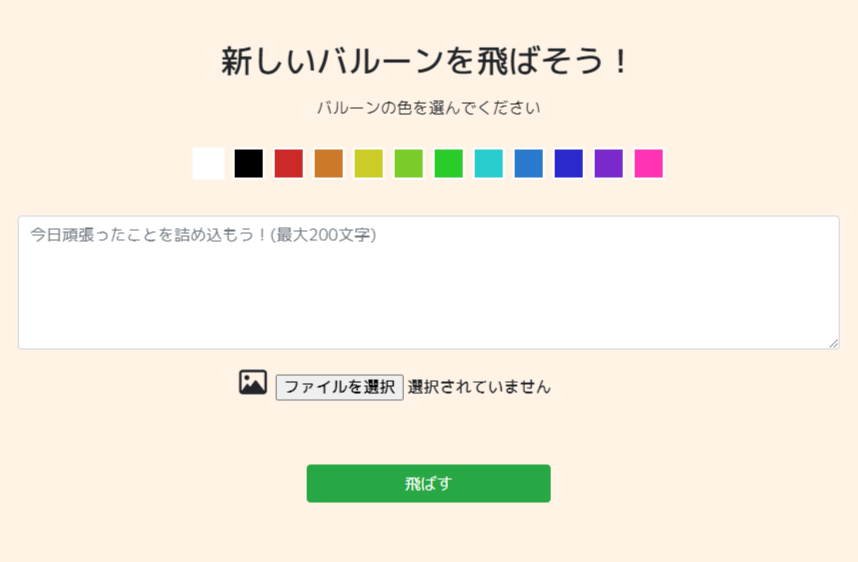 新しいバルーンを飛ばそう！
バルーンの色を選んでください
今日頑張ったことを詰め込もう！(最大200文字)
ファイルを選択 選択されていません
飛ばす